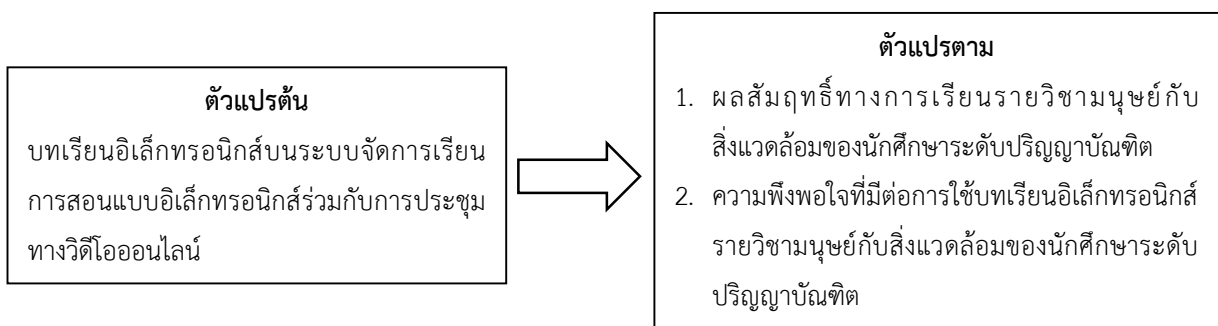 ตัวแปรต้น
บทเรียนอิเล็กทรอนิกส์บนระบบจัดการเรียน
การสอนแบบอิเล็กทรอนิกส์ร่วมกับการประชุม
ทางวิดีโอออนไลน์
ตัวแปรตาม
1. ผลสัมฤทธิ์ทางการเรียนรายวิชามนุษย์กับ
สิ่งแวดล้อมของนักศึกษาระดับปริญญาบัณฑิต
2. ความพึงพอใจที่มีต่อการใช้บทเรียนอิเล็กทรอนิกส์
รายวิชามนุษย์กับสิ่งแวดล้อมของนักศึกษาระดับ
ปริญญาบัณฑิต